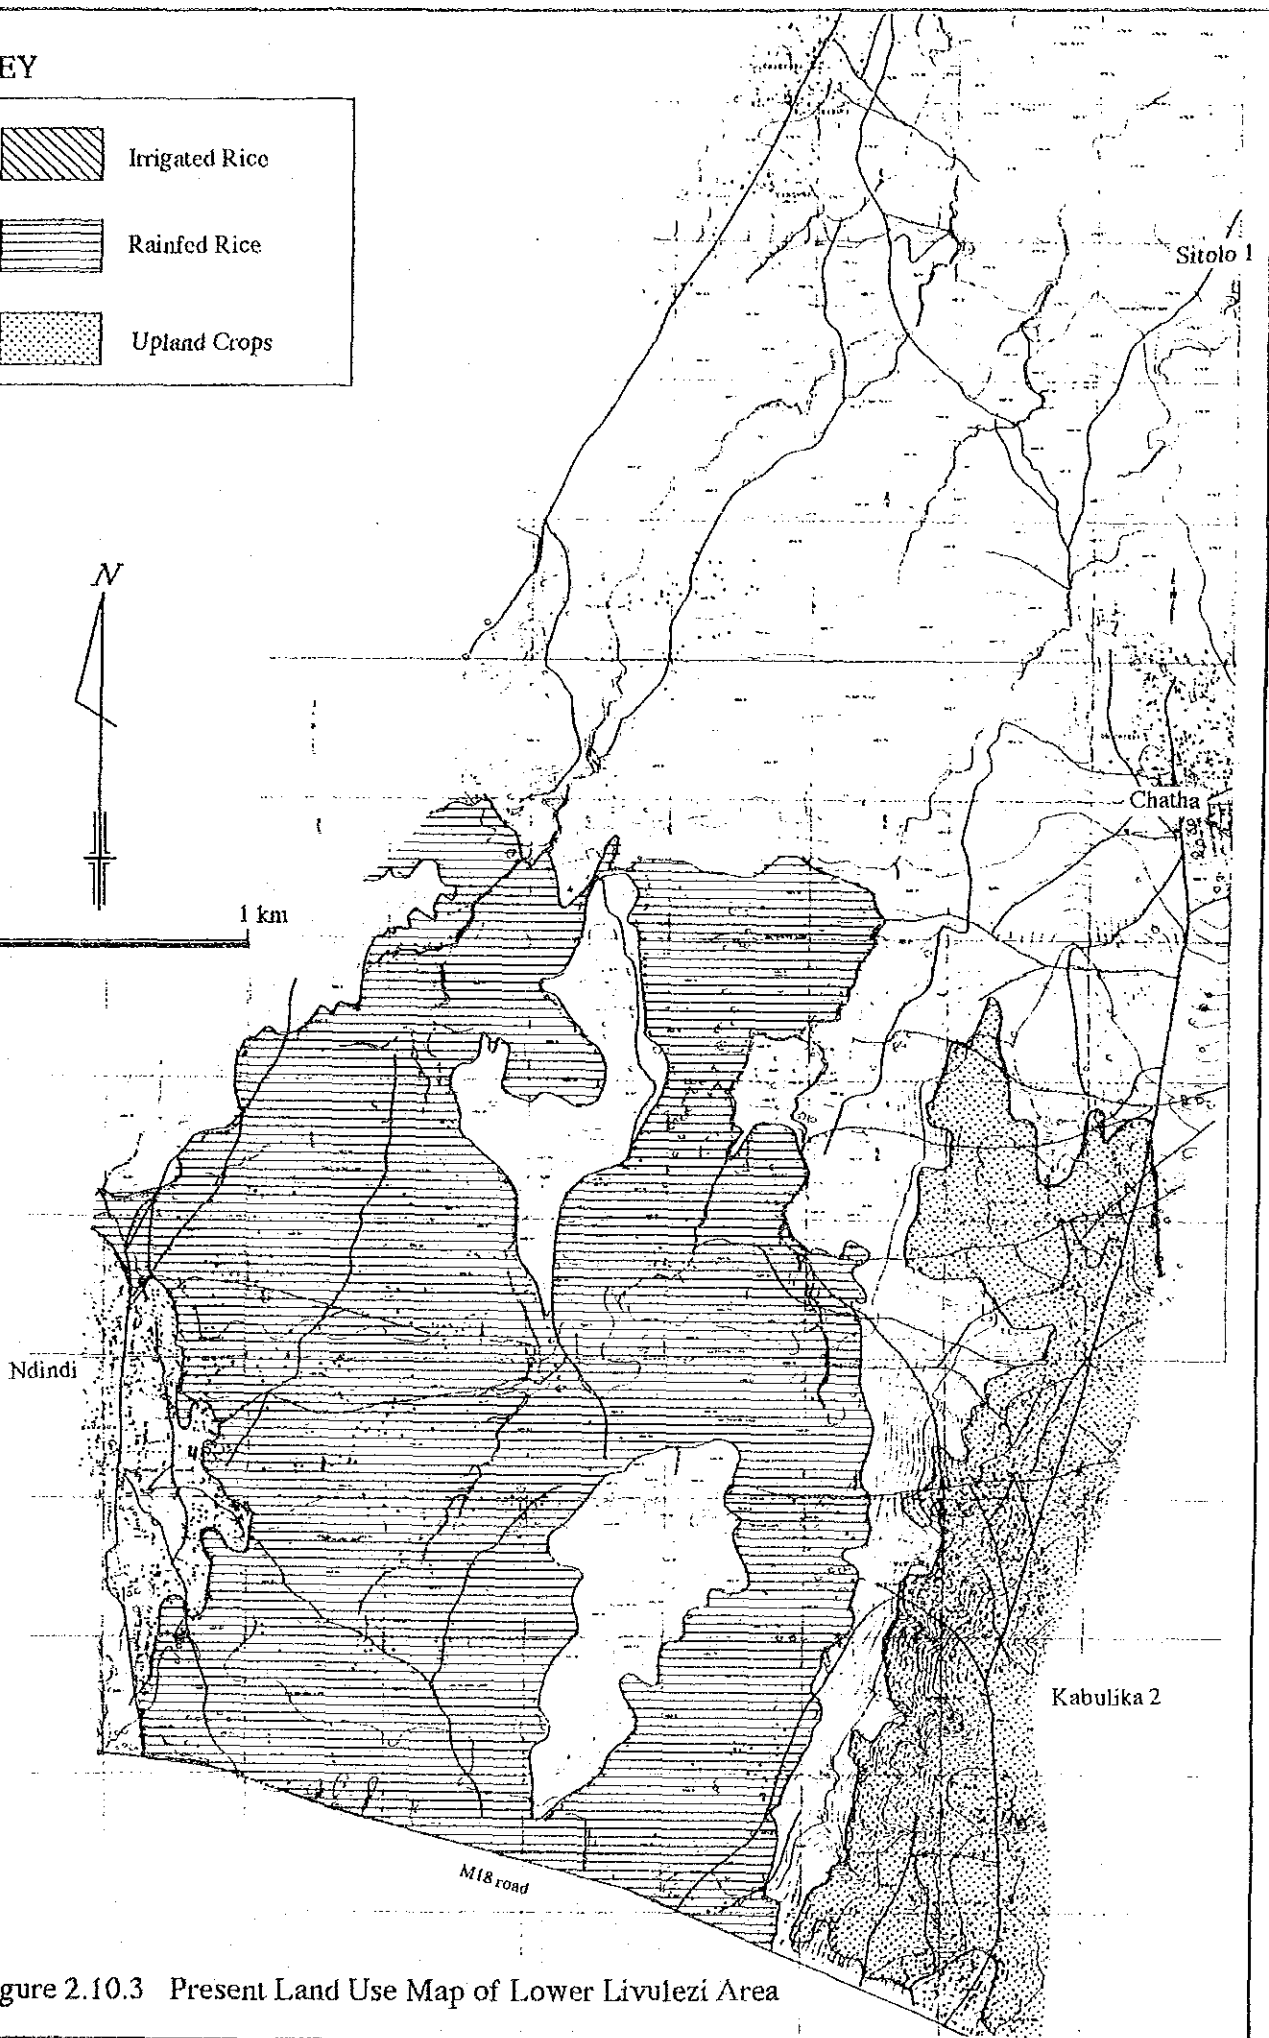 EY
Irrigated Rice
Rainfed Rice
Upland Crops
Sitolo 1
N
Chatha
1 km
Ndindi
Kabulika 2
M18 road
gure 2.10.3 Present Land Use Map of Lower Livulezi Area